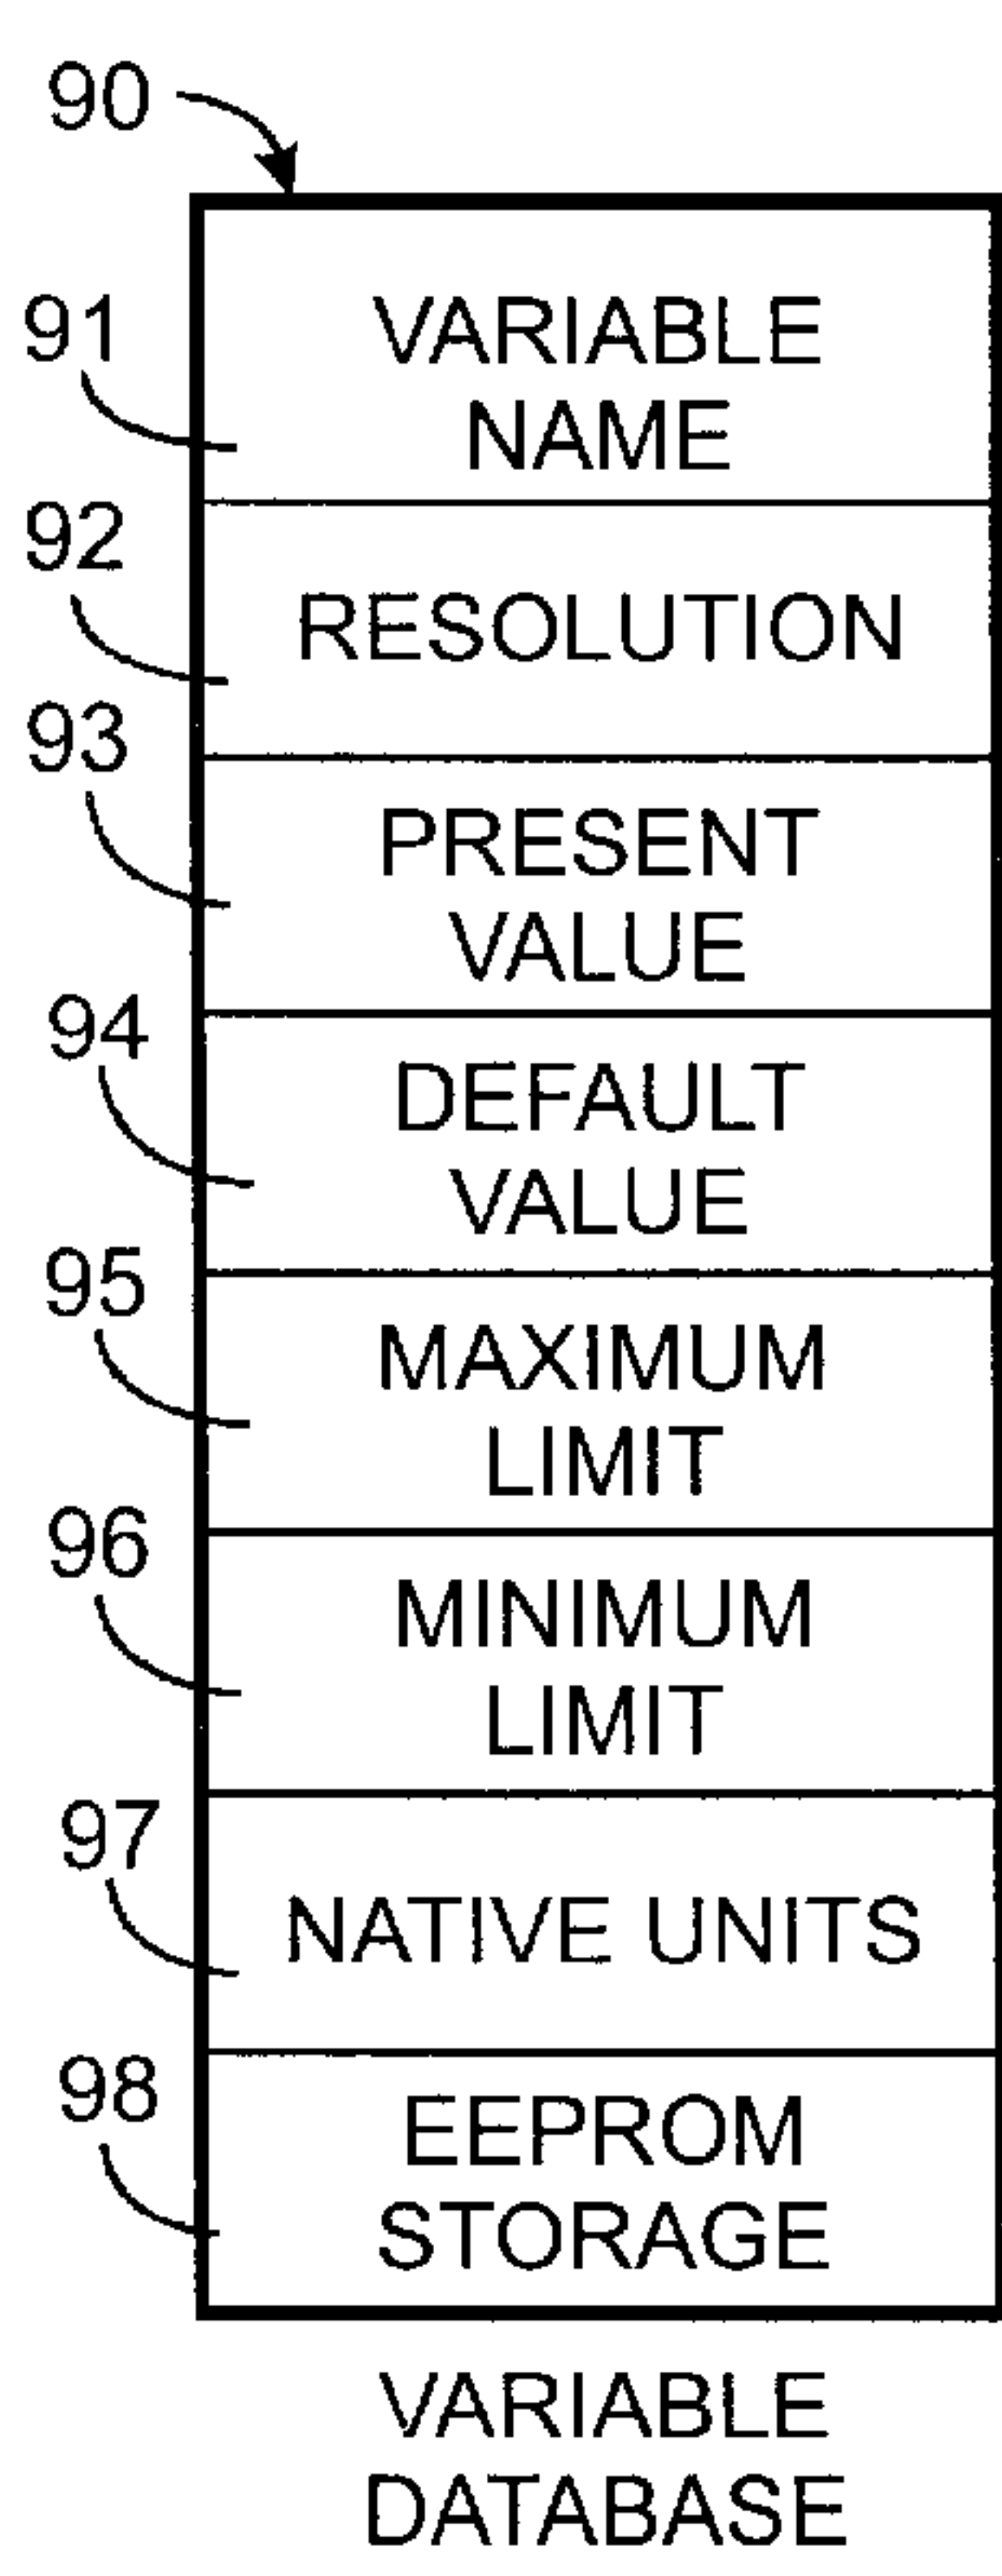 90
91
VARIABLE
NAME
92
RESOLUTION
93
PRESENT
VALUE
94
DEFAULT
VALUE
95
MAXIMUM
LIMIT
96
MINIMUM
LIMIT
97
NATIVE UNITS
98
EEPROM
STORAGE
VARIABLE
DATABASE